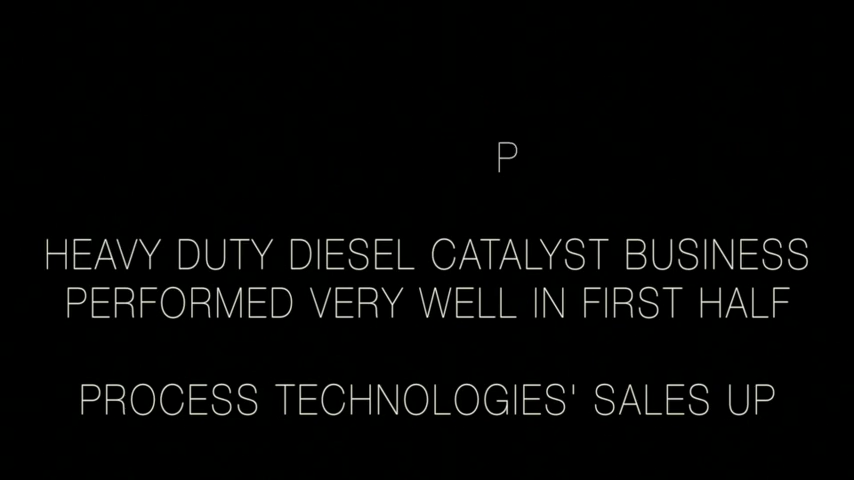 P
HEAVY DUTY DIESEL CATALYST BUSINESS
PERFORMED VERY WELL IN FIRST HALF
PROCESS TECHNOLOGIES' SALES UP